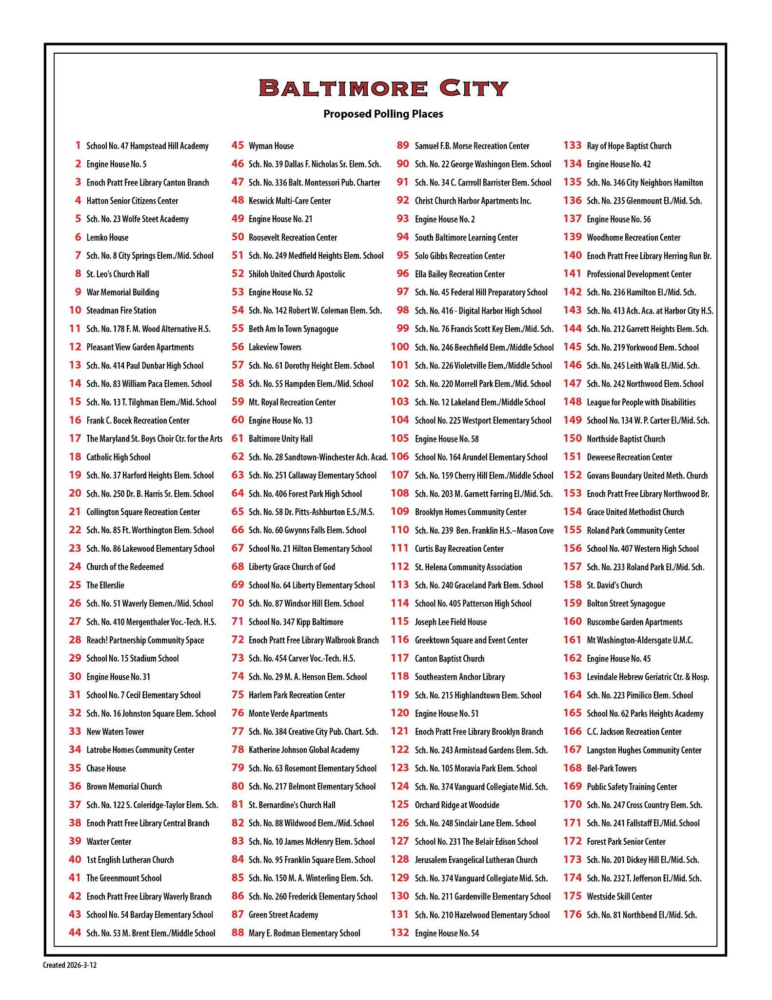 BALTIMORE CITY
Proposed Polling Places
1 School No. 47 Hampstead Hill Academy
2 Engine House No. 5
3 Enoch Pratt Free Library Canton Branch
4 Hatton Senior Citizens Center
5 Sch. No. 23 Wolfe Steet Academy
6 Lemko House
7 Sch. No. 8 City Springs Elem./Mid. School
8 St. Leo's Church Hall
9 War Memorial Building
10 Steadman Fire Station
11 Sch. No. 178 F. M. Wood Alternative H.S.
12 Pleasant View Garden Apartments
13 Sch. No. 414 Paul Dunbar High School
14 Sch. No. 83 William Paca Elemen. School
15 Sch. No. 13 T. Tilghman Elem./Mid. School
16 Frank C. Bocek Recreation Center
17 The Maryland St. Boys Choir Ctr. for the Arts
18 Catholic High School
19 Sch. No. 37 Harford Heights Elem. School
20 Sch. No. 250 Dr. B. Harris Sr. Elem. School
21 Collington Square Recreation Center
22 Sch. No. 85 Ft. Worthington Elem. School
23 Sch. No. 86 Lakewood Elementary School
24 Church of the Redeemed
25 The Ellerslie
26 Sch. No. 51 Waverly Elemen./Mid. School
27 Sch. No. 410 Mergenthaler Voc.-Tech. H.S.
28 Reach! Partnership Community Space
29 School No. 15 Stadium School
30 Engine House No. 31
31 School No. 7 Cecil Elementary School
32 Sch. No. 16 Johnston Square Elem. School
33 New Waters Tower
34 Latrobe Homes Community Center
35 Chase House
36 Brown Memorial Church
37 Sch. No. 122 S. Coleridge-Taylor Elem. Sch.
38 Enoch Pratt Free Library Central Branch
39 Waxter Center
40 1st English Lutheran Church
41 The Greenmount School
42 Enoch Pratt Free Library Waverly Branch
43 School No. 54 Barclay Elementary School
44 Sch. No. 53 M. Brent Elem./Middle School
45 Wyman House
46 Sch. No. 39 Dallas F. Nicholas Sr. Elem. Sch.
47 Sch. No. 336 Balt. Montessori Pub. Charter
48 Keswick Multi-Care Center
49 Engine House No. 21
50 Roosevelt Recreation Center
51 Sch. No. 249 Medfield Heights Elem. School
52 Shiloh United Church Apostolic
53 Engine House No. 52
54 Sch. No. 142 Robert W. Coleman Elem. Sch.
55 Beth Am In Town Synagogue
56 Lakeview Towers
57 Sch. No. 61 Dorothy Height Elem. School
58 Sch. No. 55 Hampden Elem./Mid. School
59 Mt. Royal Recreation Center
60 Engine House No. 13
61 Baltimore Unity Hall
62 Sch. No. 28 Sandtown-Winchester Ach. Acad.
63 Sch. No. 251 Callaway Elementary School
64 Sch. No. 406 Forest Park High School
65 Sch. No. 58 Dr. Pitts-Ashburton E.S./M.S.
66 Sch. No. 60 Gwynns Falls Elem. School
67 School No. 21 Hilton Elementary School
68 Liberty Grace Church of God
69 School No. 64 Liberty Elementary School
70 Sch. No. 87 Windsor Hill Elem. School
71 School No. 347 Kipp Baltimore
72 Enoch Pratt Free Library Walbrook Branch
73 Sch. No. 454 Carver Voc.-Tech. H.S.
74 Sch. No. 29 M. A. Henson Elem. School
75 Harlem Park Recreation Center
76 Monte Verde Apartments
77 Sch. No. 384 Creative City Pub. Chart. Sch.
78 Katherine Johnson Global Academy
79 Sch. No. 63 Rosemont Elementary School
80 Sch. No. 217 Belmont Elementary School
81 St. Bernardine's Church Hall
82 Sch. No. 88 Wildwood Elem./Mid. School
83 Sch. No. 10 James McHenry Elem. School
84 Sch. No. 95 Franklin Square Elem. School
85 Sch. No. 150 M. A. Winterling Elem. Sch.
86 Sch. No. 260 Frederick Elementary School
87 Green Street Academy
88 Mary E. Rodman Elementary School
89 Samuel F.B. Morse Recreation Center
90 Sch. No. 22 George Washingon Elem. School
91 Sch. No. 34 C. Carrroll Barrister Elem. School
92 Christ Church Harbor Apartments Inc.
93 Engine House No. 2
94 South Baltimore Learning Center
95 Solo Gibbs Recreation Center
96 Ella Bailey Recreation Center
97 Sch. No. 45 Federal Hill Preparatory School
98 Sch. No. 416 - Digital Harbor High School
99 Sch. No. 76 Francis Scott Key Elem./Mid. Sch.
100 Sch. No. 246 Beechfield Elem./Middle School
101 Sch. No. 226 Violetville Elem./Middle School
102 Sch. No. 220 Morrell Park Elem./Mid. School
103 Sch. No. 12 Lakeland Elem./Middle School
104 School No. 225 Westport Elementary School
105 Engine House No. 58
106 School No. 164 Arundel Elementary School
107 Sch. No. 159 Cherry Hill Elem./Middle School
108 Sch. No. 203 M. Garnett Farring El./Mid. Sch.
109 Brooklyn Homes Community Center
110 Sch. No. 239 Ben. Franklin H.S.–Mason Cove
111 Curtis Bay Recreation Center
112 St. Helena Community Association
113 Sch. No. 240 Graceland Park Elem. School
114 School No. 405 Patterson High School
115 Joseph Lee Field House
116 Greektown Square and Event Center
117 Canton Baptist Church
118 Southeastern Anchor Library
119 Sch. No. 215 Highlandtown Elem. School
120 Engine House No. 51
121 Enoch Pratt Free Library Brooklyn Branch
122 Sch. No. 243 Armistead Gardens Elem. Sch.
123 Sch. No. 105 Moravia Park Elem. School
124 Sch. No. 374 Vanguard Collegiate Mid. Sch.
125 Orchard Ridge at Woodside
126 Sch. No. 248 Sinclair Lane Elem. School
127 School No. 231 The Belair Edison School
128 Jerusalem Evangelical Lutheran Church
129 Sch. No. 374 Vanguard Collegiate Mid. Sch.
130 Sch. No. 211 Gardenville Elementary School
131 Sch. No. 210 Hazelwood Elementary School
132 Engine House No. 54
133 Ray of Hope Baptist Church
134 Engine House No. 42
135 Sch. No. 346 City Neighbors Hamilton
136 Sch. No. 235 Glenmount El./Mid. Sch.
137 Engine House No. 56
139 Woodhome Recreation Center
140 Enoch Pratt Free Library Herring Run Br.
141 Professional Development Center
142 Sch. No. 236 Hamilton El./Mid. Sch.
143 Sch. No. 413 Ach. Aca. at Harbor City H.S.
144 Sch. No. 212 Garrett Heights Elem. Sch.
145 Sch. No. 219 Yorkwood Elem. School
146 Sch. No. 245 Leith Walk El./Mid. Sch.
147 Sch. No. 242 Northwood Elem. School
148 League for People with Disabilities
149 School No. 134 W. P. Carter El./Mid. Sch.
150 Northside Baptist Church
151 Deweese Recreation Center
152 Govans Boundary United Meth. Church
153 Enoch Pratt Free Library Northwood Br.
154 Grace United Methodist Church
155 Roland Park Community Center
156 School No. 407 Western High School
157 Sch. No. 233 Roland Park El./Mid. Sch.
158 St. David's Church
159 Bolton Street Synagogue
160 Ruscombe Garden Apartments
161 Mt Washington-Aldersgate U.M.C.
162 Engine House No. 45
163 Levindale Hebrew Geriatric Ctr. & Hosp.
164 Sch. No. 223 Pimilico Elem. School
165 School No. 62 Parks Heights Academy
166 C.C. Jackson Recreation Center
167 Langston Hughes Community Center
168 Bel-Park Towers
169 Public Safety Training Center
170 Sch. No. 247 Cross Country Elem. Sch.
171 Sch. No. 241 Fallstaff El./Mid. School
172 Forest Park Senior Center
173 Sch. No. 201 Dickey Hill El./Mid. Sch.
174 Sch. No. 232 T. Jefferson El./Mid. Sch.
175 Westside Skill Center
176 Sch. No. 81 Northbend El./Mid. Sch.
Created 2026-3-12